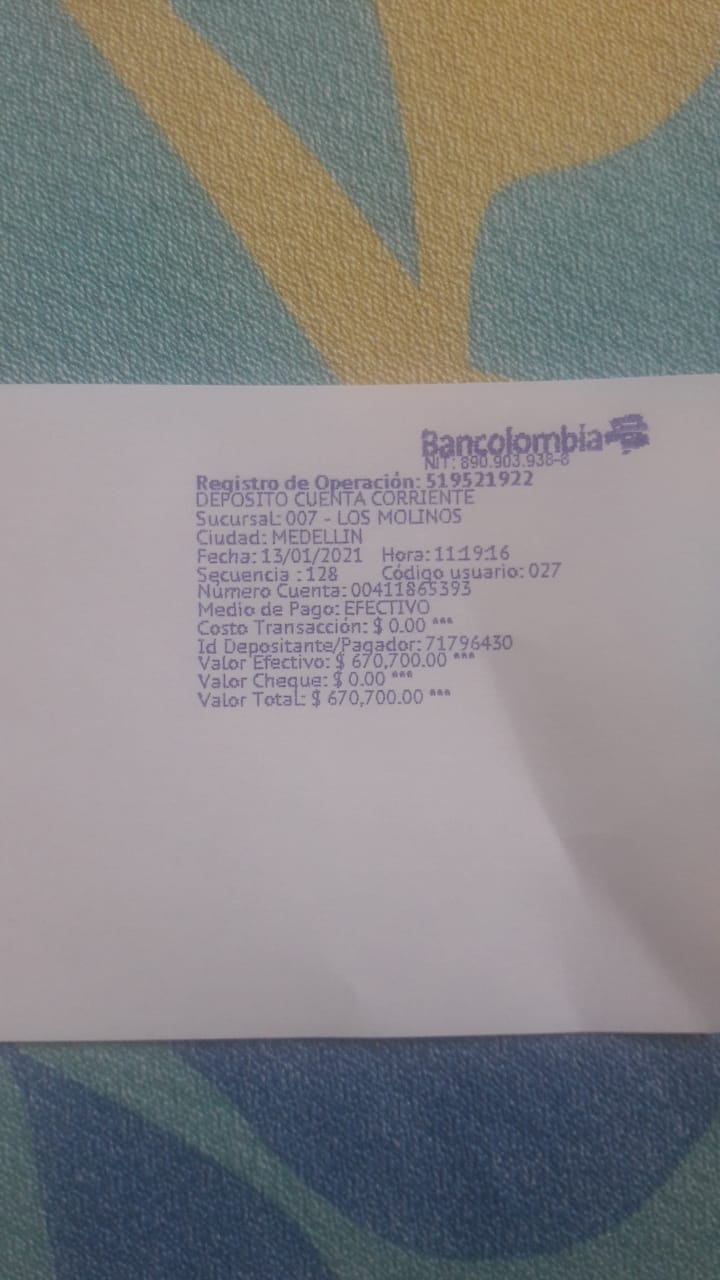 Bancolombia
NIT: 890.903.938-8
Registro de Operación: 519521922
DEPOSITO CUENTA CORRIENTE
Sucursal: 007 - LOS MOLINOS
Ciudad: MEDELLIN
Fecha: 13/01/2021 Hora: 11:19:16
Secuencia : 128 Código usuario: 027
Número Cuenta: 00411865393
Medio de Pago: EFECTIVO
Costo Transacción: $ 0.00 ***
Id Depositante/Pagador: 71796430
Valor Efectivo: $ 670,700.00 ***
Valor Cheque: $ 0.00 ***
Valor Total: $ 670,700.00 ***